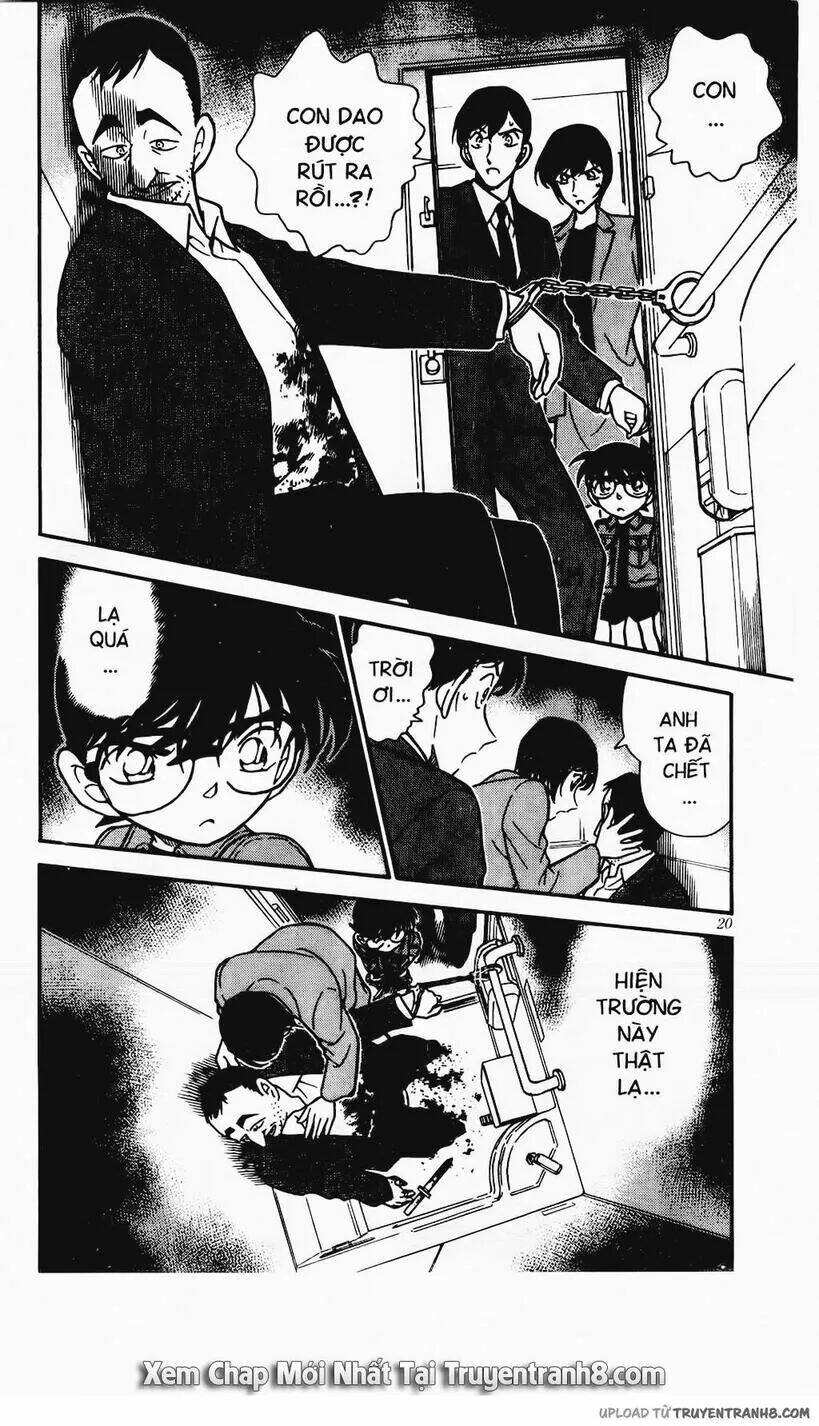 CON
...
CON DAO
ĐƯỢC
RÚT RA
RỒI...?!
LẠ
QUÁ
...
TRỜI
ƠI...
ANH
TA ĐÃ
CHẾT
...
20
HIỆN
TRƯỜNG
NÀY
THẬT
LẠ...
Xem Chap Mới Nhất Tại Truyentranh8.com
UPLOAD TỪ TRUYENTRANH8.COM